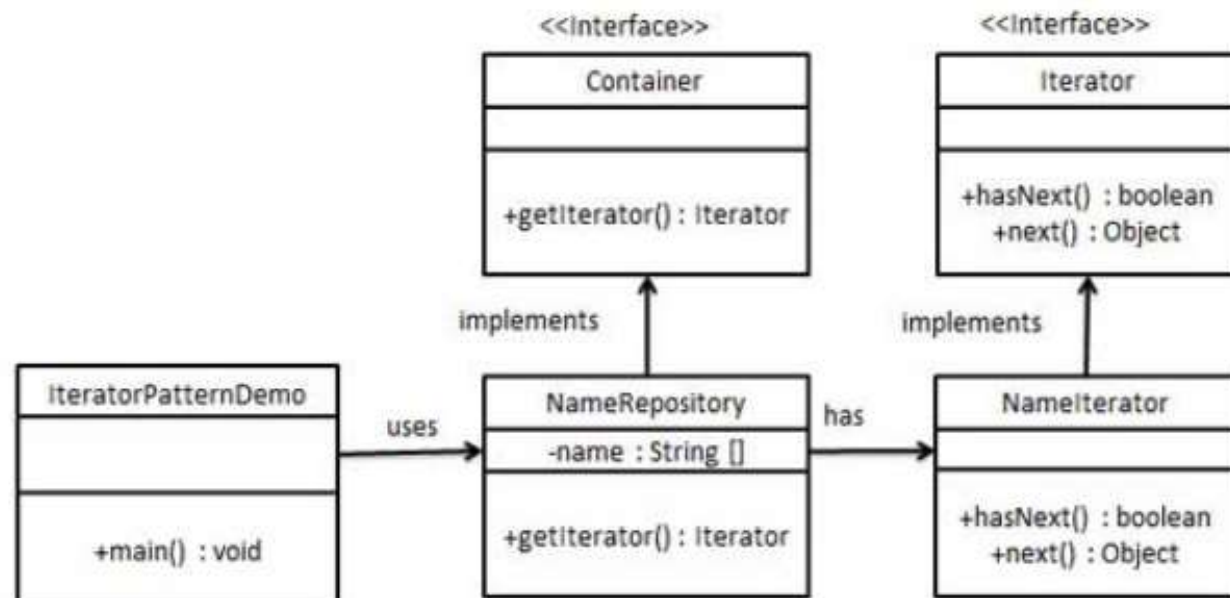 <<Interface>>
Container
+getIterator() : Iterator
<<Interface>>
Iterator
+hasNext() : boolean
+next() : Object
implements
implements
IteratorPatternDemo
+main() : void
uses
NameRepository
-name : String []
+getIterator() : Iterator
has
NameIterator
+hasNext() : boolean
+next() : Object